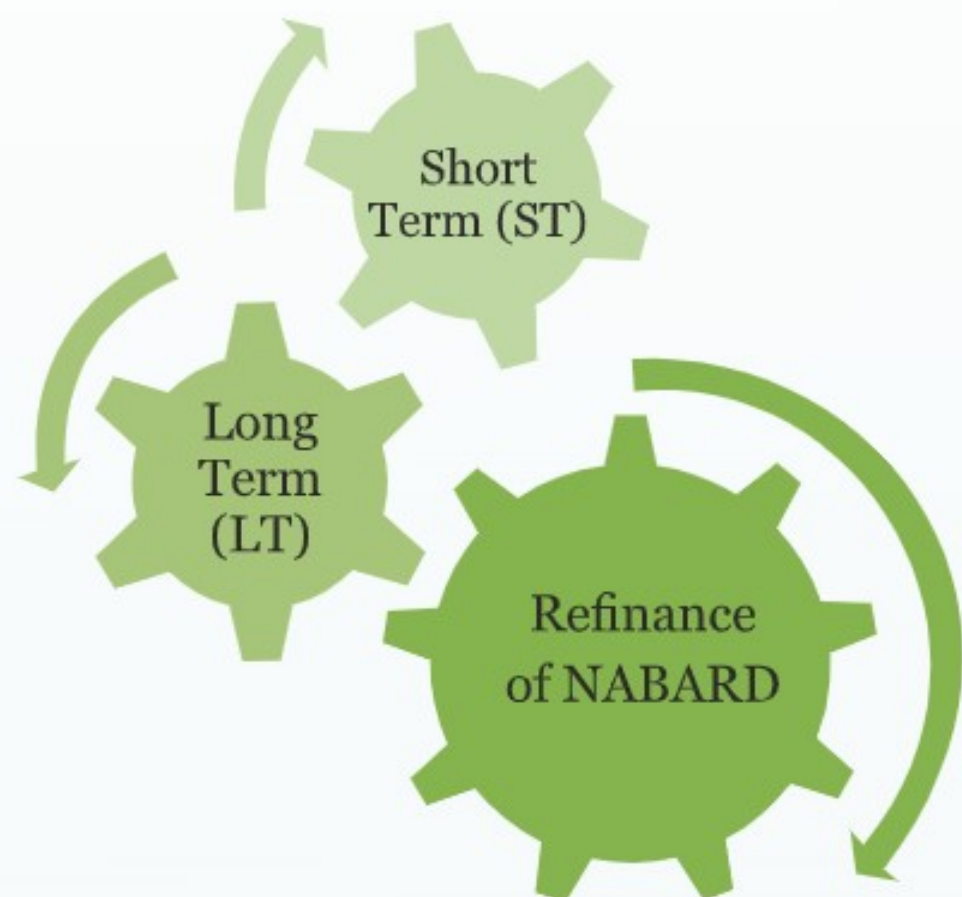 Short
Term (ST)
Long
Term
(LT)
Refinance
of NABARD